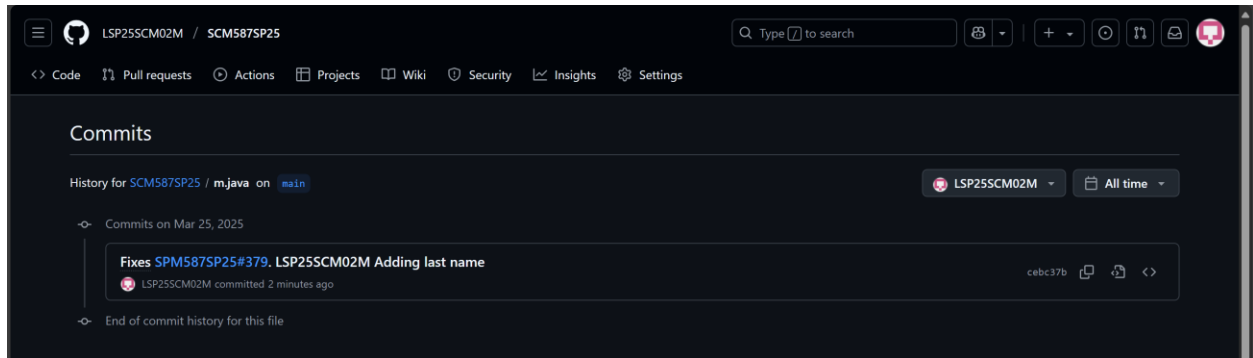 LSP25SCM02M / SCM587SP25
Type / to search
Code Pull requests Actions Projects Wiki Security Insights Settings
Commits
History for SCM587SP25 / m.java on main
LSP25SCM02M All time
Commits on Mar 25, 2025
Fixes SPM587SP25#379. LSP25SCM02M Adding last name
LSP25SCM02M committed 2 minutes ago
cebc37b
End of commit history for this file